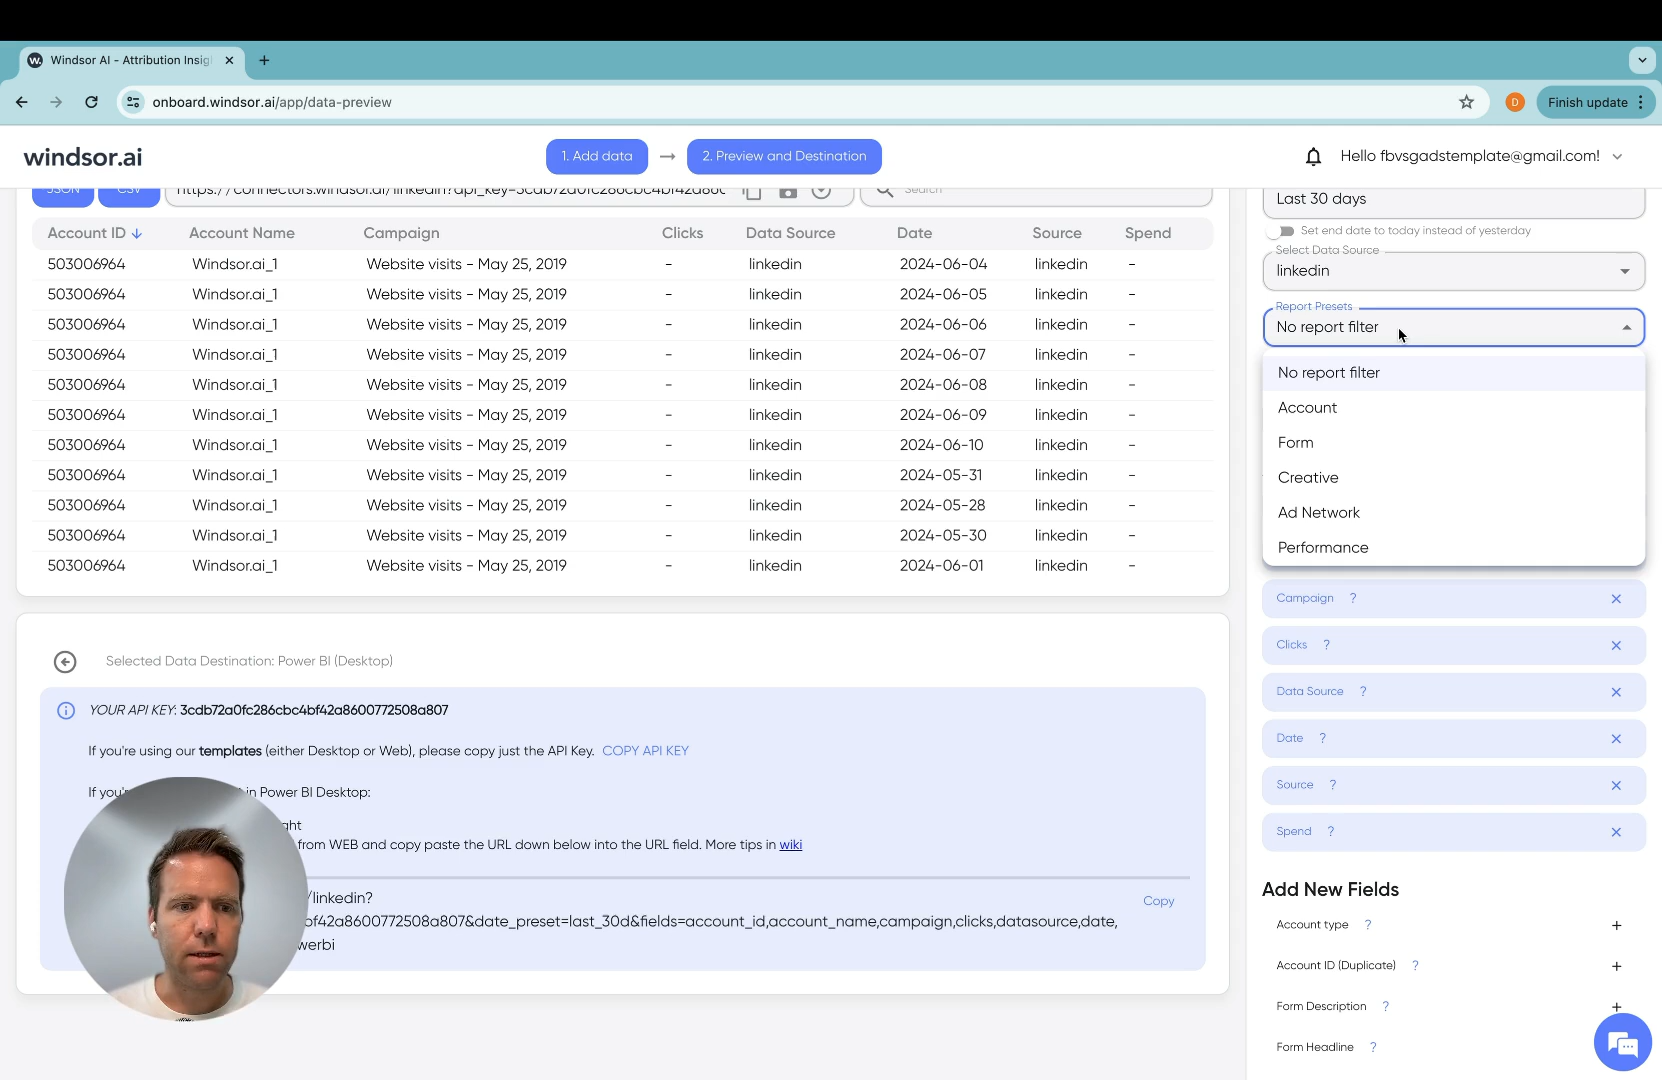 Windsor AI - Attribution Insig
onboard.windsor.ai/app/data-preview
D
Finish update
windsor.ai
1. Add data
2. Preview and Destination
Hello fbvsgadstemplate@gmail.com!
JSON
CSV
Search
Account ID Account Name Campaign Clicks Data Source Date Source Spend
503006964 Windsor.ai_1 Website visits - May 25, 2019 - linkedin 2024-06-04 linkedin -
503006964 Windsor.ai_1 Website visits - May 25, 2019 - linkedin 2024-06-05 linkedin -
503006964 Windsor.ai_1 Website visits - May 25, 2019 - linkedin 2024-06-06 linkedin -
503006964 Windsor.ai_1 Website visits - May 25, 2019 - linkedin 2024-06-07 linkedin -
503006964 Windsor.ai_1 Website visits - May 25, 2019 - linkedin 2024-06-08 linkedin -
503006964 Windsor.ai_1 Website visits - May 25, 2019 - linkedin 2024-06-09 linkedin -
503006964 Windsor.ai_1 Website visits - May 25, 2019 - linkedin 2024-06-10 linkedin -
503006964 Windsor.ai_1 Website visits - May 25, 2019 - linkedin 2024-05-31 linkedin -
503006964 Windsor.ai_1 Website visits - May 25, 2019 - linkedin 2024-05-28 linkedin -
503006964 Windsor.ai_1 Website visits - May 25, 2019 - linkedin 2024-05-30 linkedin -
503006964 Windsor.ai_1 Website visits - May 25, 2019 - linkedin 2024-06-01 linkedin -
Selected Data Destination: Power BI (Desktop)
YOUR API KEY: 3cdb72a0fc286cbc4bf42a8600772508a807
If you're using our templates (either Desktop or Web), please copy just the API Key. COPY API KEY
If you' in Power BI Desktop:
ght
from WEB and copy paste the URL down below into the URL field. More tips in wiki
/linkedin?
bf42a8600772508a807&date_preset=last_30d&fields=account_id,account_name,campaign,clicks,datasource,date,
werbi
Copy
Last 30 days
Set end date to today instead of yesterday
Select Data Source
linkedin
Report Presets
No report filter
No report filter
Account
Form
Creative
Ad Network
Performance
Campaign ?
Clicks ?
Data Source ?
Date ?
Source ?
Spend ?
Add New Fields
Account type ?
Account ID (Duplicate) ?
Form Description ?
Form Headline ?